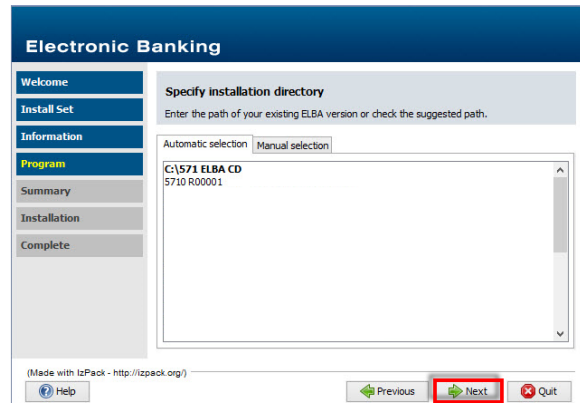 Electronic Banking
Welcome
Install Set
Information
Program
Summary
Installation
Complete
Specify installation directory
Enter the path of your existing ELBA version or check the suggested path.
Automatic selection
Manual selection
C:\571 ELBA CD
5710 R00001
(Made with IzPack - http://izpack.org/)
Help
Previous
Next
Quit